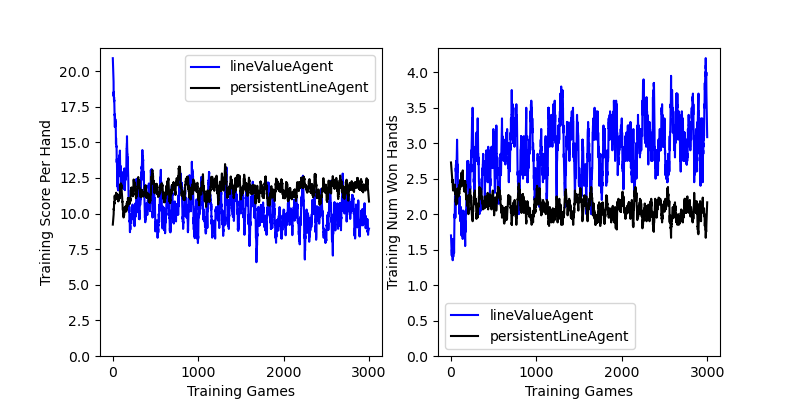 Training Score Per Hand
20.0
17.5
15.0
12.5
10.0
7.5
5.0
2.5
0.0
0 1000 2000 3000
Training Games
lineValueAgent
persistentLineAgent
Training Num Won Hands
4.0
3.5
3.0
2.5
2.0
1.5
1.0
0.5
0.0
0 1000 2000 3000
Training Games
lineValueAgent
persistentLineAgent